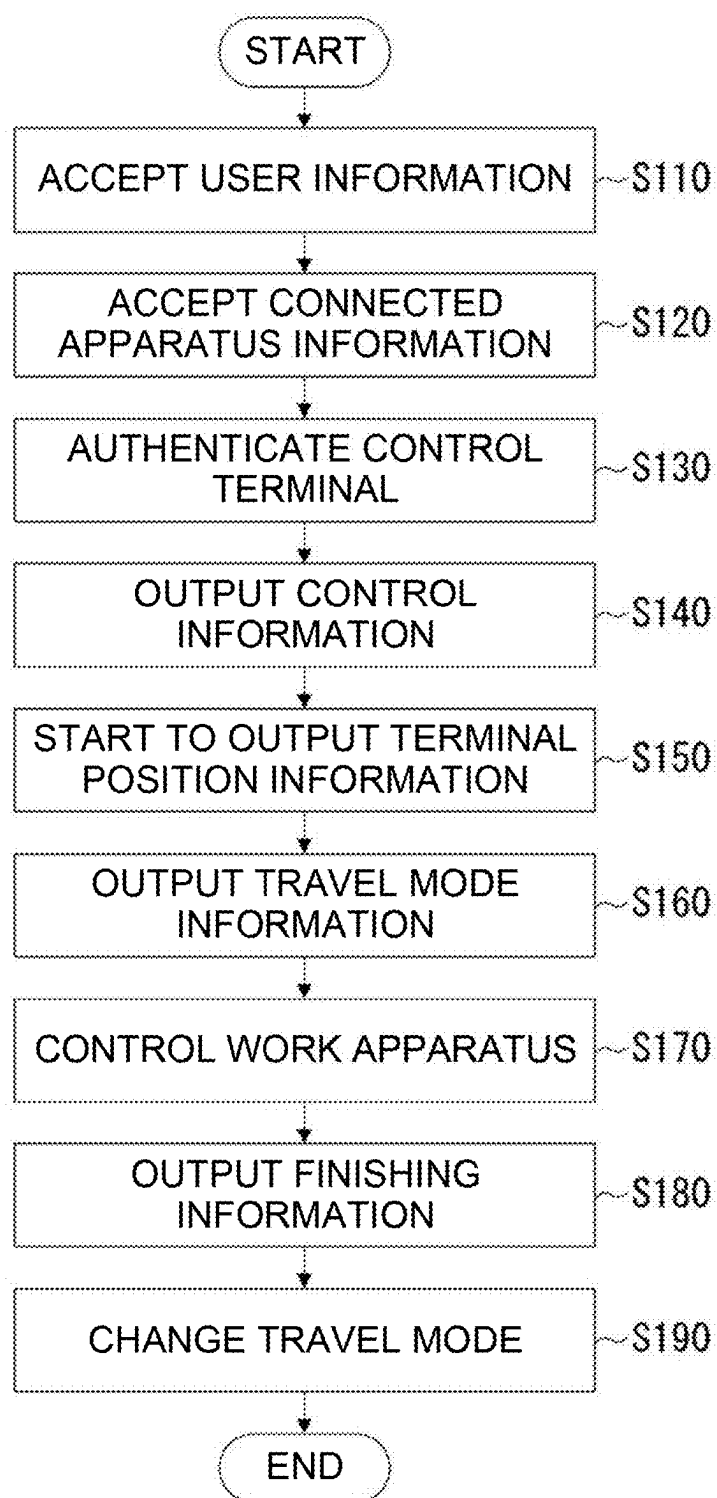 START
ACCEPT USER INFORMATION
S110
ACCEPT CONNECTED
APPARATUS INFORMATION
S120
AUTHENTICATE CONTROL
TERMINAL
S130
OUTPUT CONTROL
INFORMATION
S140
START TO OUTPUT TERMINAL
POSITION INFORMATION
S150
OUTPUT TRAVEL MODE
INFORMATION
S160
CONTROL WORK APPARATUS
S170
OUTPUT FINISHING
INFORMATION
S180
CHANGE TRAVEL MODE
S190
END